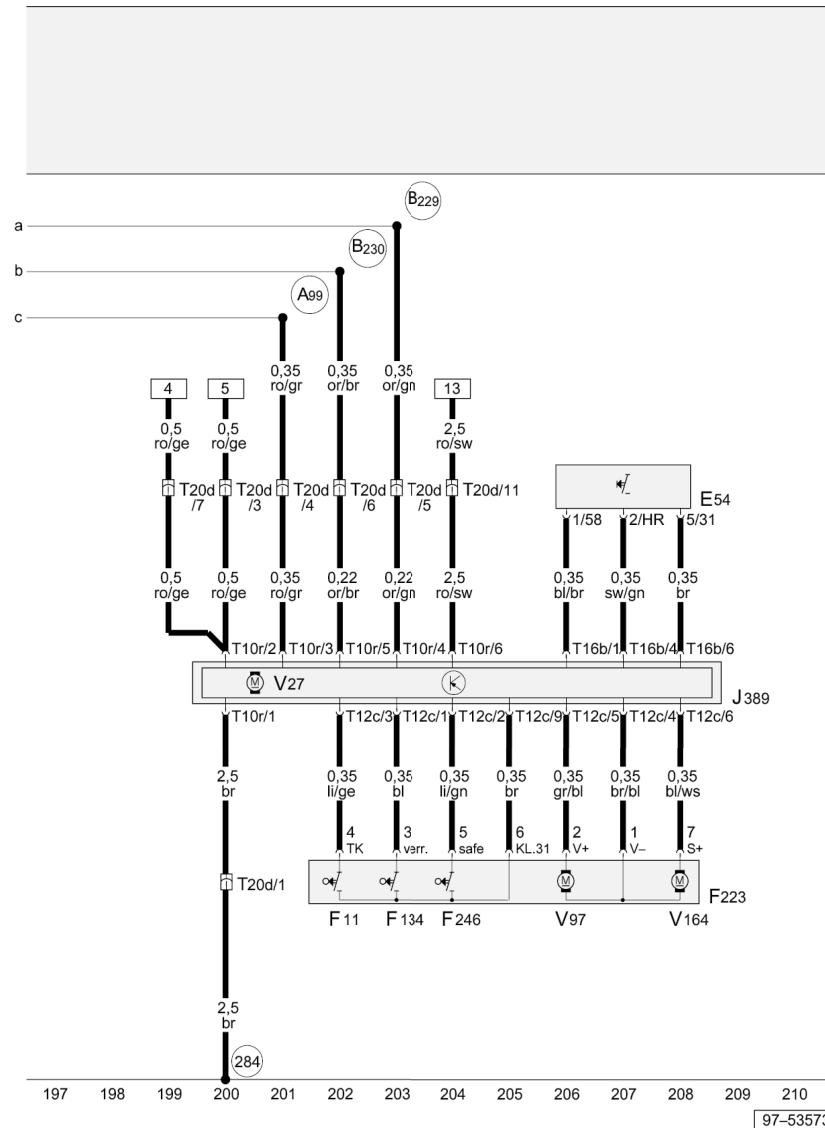 B229
a
B230
b
A99
c
0,35 0,35 0,35
ro/gr or/br or/gn
4 5 13
0,5 0,5 2,5
ro/ge ro/ge ro/sw
T20d T20d T20d T20d T20d T20d/11
/7 /3 /4 /6 /5
E54
1/58 2/HR 5/31
0,5 0,5 0,35 0,22 0,22 2,5 0,35 0,35 0,35
ro/ge ro/ge ro/gr or/br or/gn ro/sw bl/br sw/gn br
T10r/2 T10r/3 T10r/5 T10r/4 T10r/6 T16b/1 T16b/4 T16b/6
M V27 J389
T10r/1 T12c/3 T12c/1 T12c/2 T12c/9 T12c/5 T12c/4 T12c/6
2,5 0,35 0,35 0,35 0,35 0,35 0,35 0,35
br li/ge bl li/gn br gr/bl br/bl bl/ws
4 3 5 6 2 1 7
TK verr. safe KL.31 V+ V– S+
T20d/1 M M F223
F11 F134 F246 V97 V164
2,5
br
284
197 198 199 200 201 202 203 204 205 206 207 208 209 210
97–53573